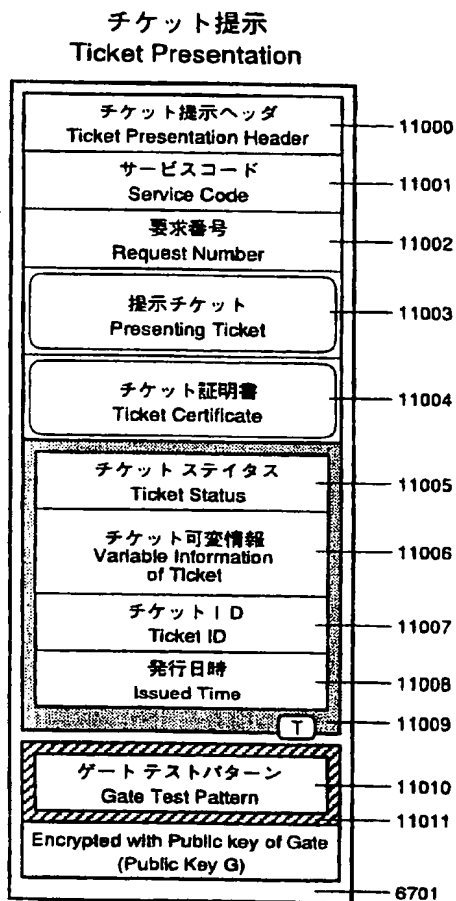 チケット提示
Ticket Presentation
チケット提示ヘッダ
Ticket Presentation Header
11000
サービスコード
Service Code
11001
要求番号
Request Number
11002
提示チケット
Presenting Ticket
11003
チケット証明書
Ticket Certificate
11004
チケット ステイタス
Ticket Status
11005
チケット可変情報
Variable Information
of Ticket
11006
チケットID
Ticket ID
11007
発行日時
Issued Time
11008
T
11009
ゲート テストパターン
Gate Test Pattern
11010
11011
Encrypted with Public key of Gate
(Public Key G)
6701